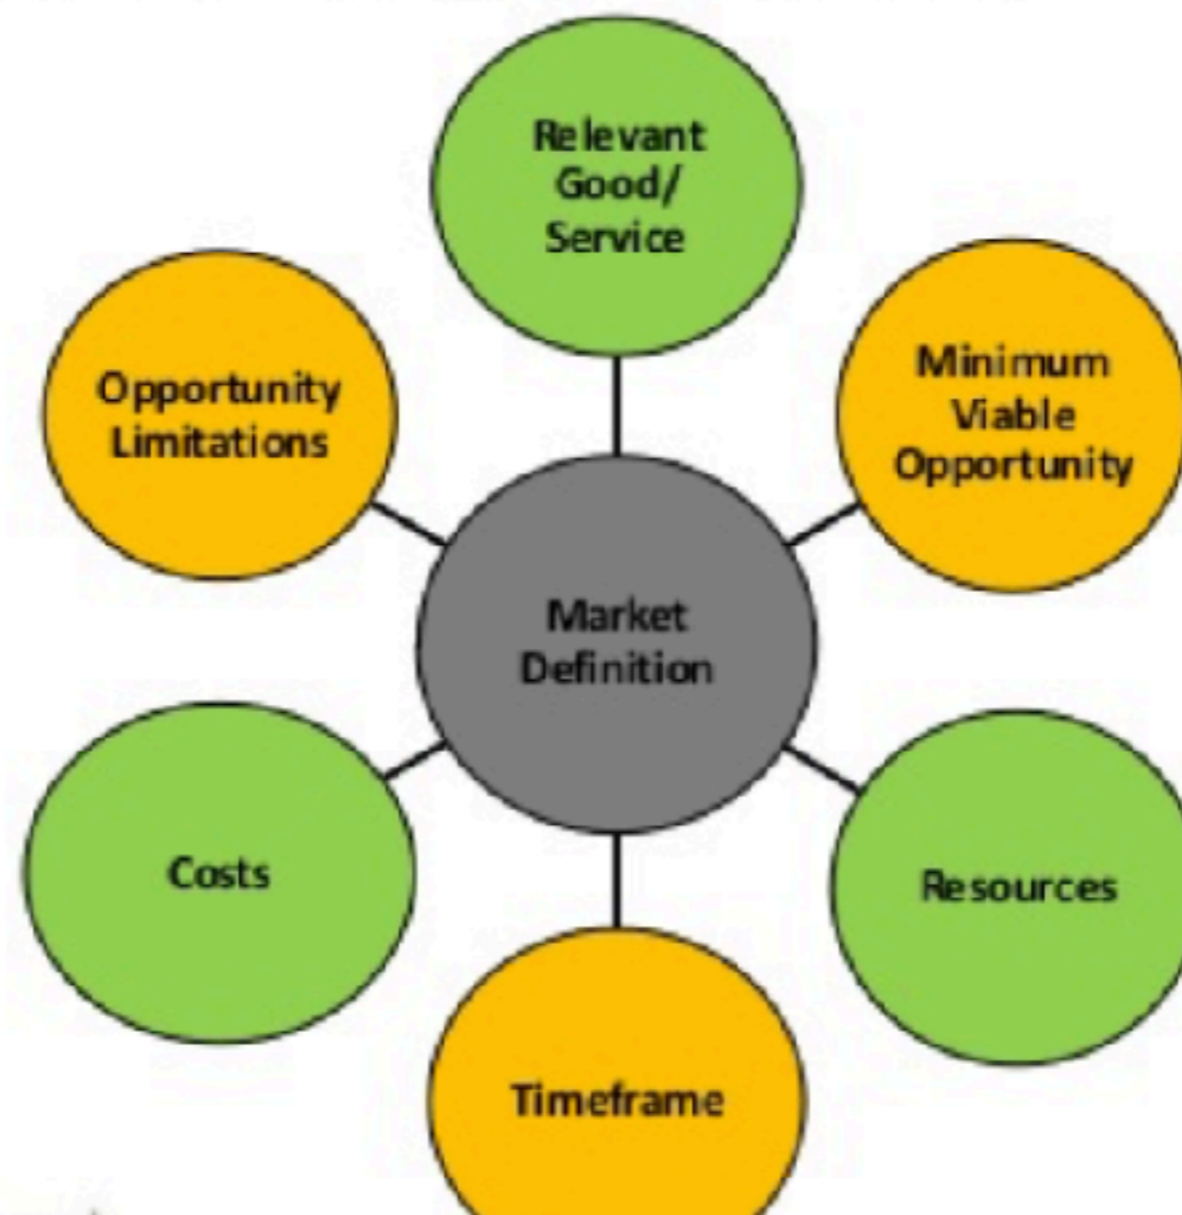 Relevant
Good/
Service
Minimum
Viable
Opportunity
Opportunity
Limitations
Market
Definition
Costs
Resources
Timeframe